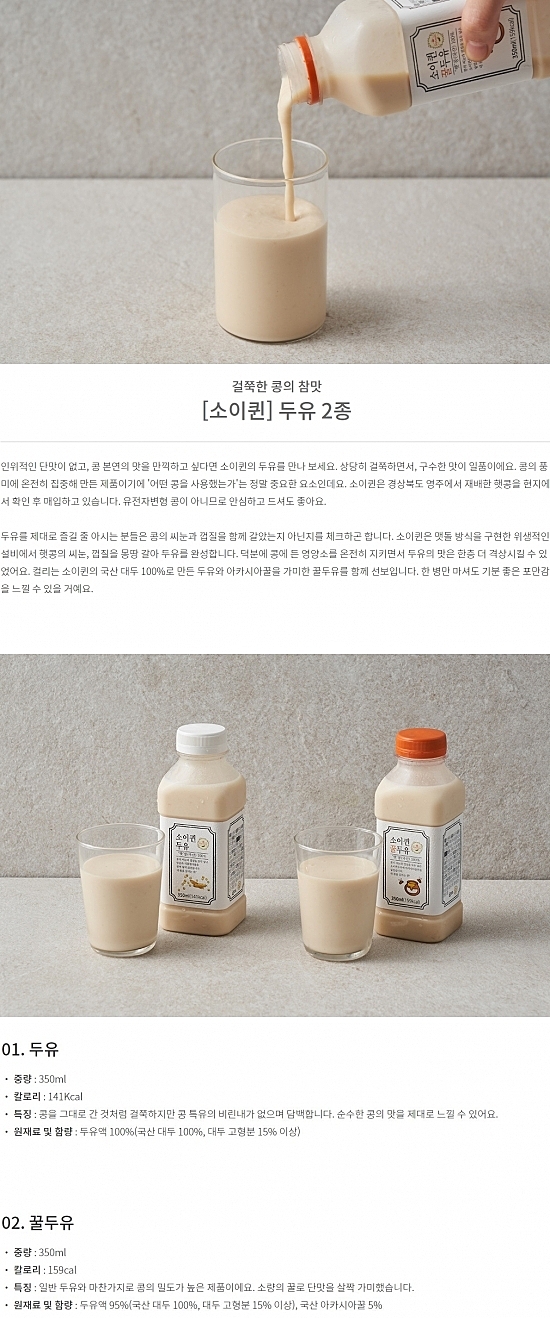 소이퀸
꿀두유
350ml(159kcal)
걸쭉한 콩의 참맛
[소이퀸] 두유 2종
인위적인 단맛이 없고, 콩 본연의 맛을 만끽하고 싶다면 소이퀸의 두유를 만나 보세요. 상당히 걸쭉하면서, 구수한 맛이 일품이에요. 콩의 풍
미에 온전히 집중해 만든 제품이기에 '어떤 콩을 사용했는가'는 정말 중요한 요소인데요. 소이퀸은 경상북도 영주에서 재배한 햇콩을 현지에
서 확인 후 매입하고 있습니다. 유전자변형 콩이 아니므로 안심하고 드셔도 좋아요.
두유를 제대로 즐길 줄 아시는 분들은 콩의 씨눈과 껍질을 함께 갈았는지 아닌지를 체크하곤 합니다. 소이퀸은 맷돌 방식을 구현한 위생적인
설비에서 햇콩의 씨눈, 껍질을 몽땅 갈아 두유를 완성합니다. 덕분에 콩에 든 영양소를 온전히 지키면서 두유의 맛은 한층 더 격상시킬 수 있
었어요. 컬리는 소이퀸의 국산 대두 100%로 만든 두유와 아카시아꿀을 가미한 꿀두유를 함께 선보입니다. 한 병만 마셔도 기분 좋은 포만감
을 느낄 수 있을 거예요.
소이퀸
두유
350ml(141kcal)
소이퀸
꿀두유
350ml(159kcal)
01. 두유
· 중량 : 350ml
· 칼로리 : 141Kcal
· 특징 : 콩을 그대로 간 것처럼 걸쭉하지만 콩 특유의 비린내가 없으며 담백합니다. 순수한 콩의 맛을 제대로 느낄 수 있어요.
· 원재료 및 함량 : 두유액 100%(국산 대두 100%, 대두 고형분 15% 이상)
02. 꿀두유
· 중량 : 350ml
· 칼로리 : 159cal
· 특징 : 일반 두유와 마찬가지로 콩의 밀도가 높은 제품이에요. 소량의 꿀로 단맛을 살짝 가미했습니다.
· 원재료 및 함량 : 두유액 95%(국산 대두 100%, 대두 고형분 15% 이상), 국산 아카시아꿀 5%